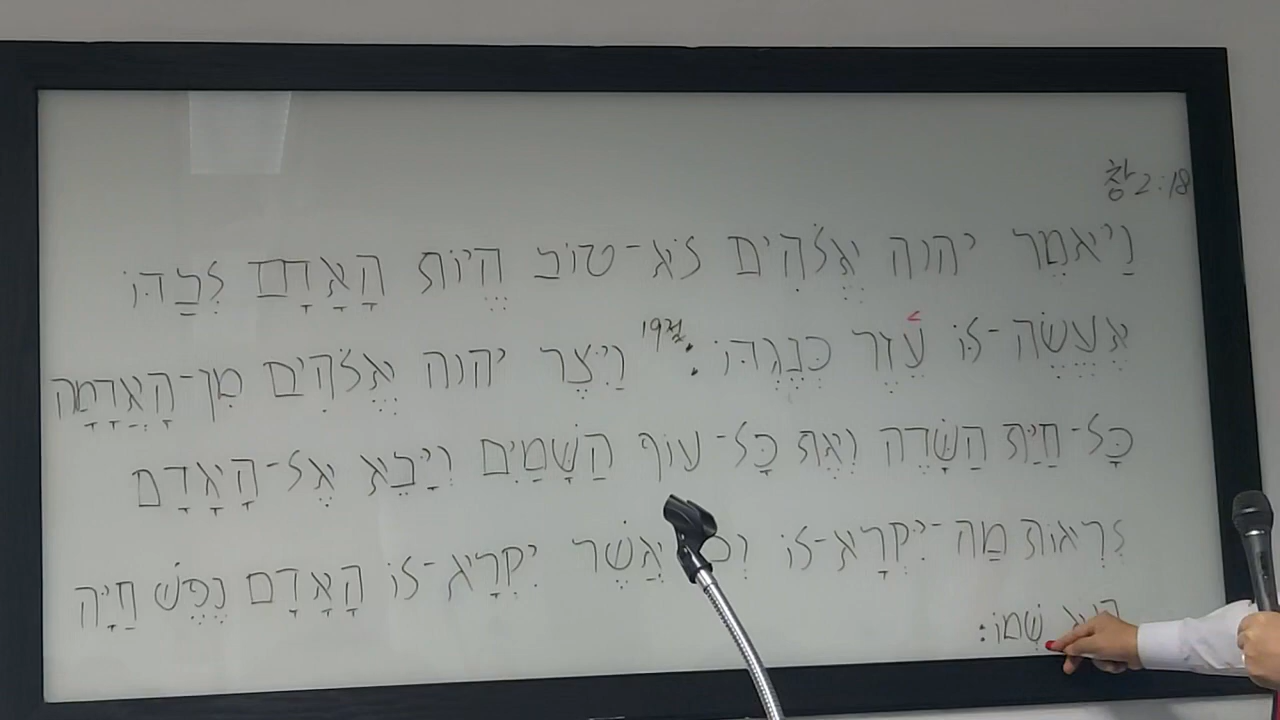 창2:18
וַיֹּאמֶר יהוה אֱלֹהִים לֹא-טוֹב הֱיוֹת הָאָדָם לְבַדּוֹ
אֶעֱשֶׂה-לּוֹ עֵזֶר כְּנֶגְדּוֹ: 19절 וַיִּצֶר יהוה אֱלֹהִים מִן-הָאֲדָמָה
כָּל-חַיַּת הַשָּׂדֶה וְאֵת כָּל-עוֹף הַשָּׁמַיִם וַיָּבֵא אֶל-הָאָדָם
לִרְאוֹת מַה-יִּקְרָא-לוֹ אֲשֶׁר יִקְרָא-לוֹ הָאָדָם נֶפֶשׁ חַיָּה
שְׁמוֹ: